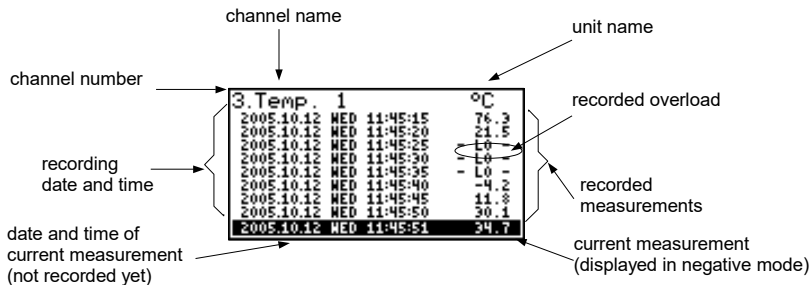 channel name
unit name
channel number
recorded overload
3.Temp. 1 °C
2005.10.12 WED 11:45:15 76.3
2005.10.12 WED 11:45:20 21.5
2005.10.12 WED 11:45:25 - L0 -
2005.10.12 WED 11:45:30 - L0 -
2005.10.12 WED 11:45:35 - L0 -
2005.10.12 WED 11:45:40 -4.2
2005.10.12 WED 11:45:45 11.8
2005.10.12 WED 11:45:50 30.1
2005.10.12 WED 11:45:51 34.7
recording
date and time
recorded
measurements
date and time of
current measurement
(not recorded yet)
current measurement
(displayed in negative mode)